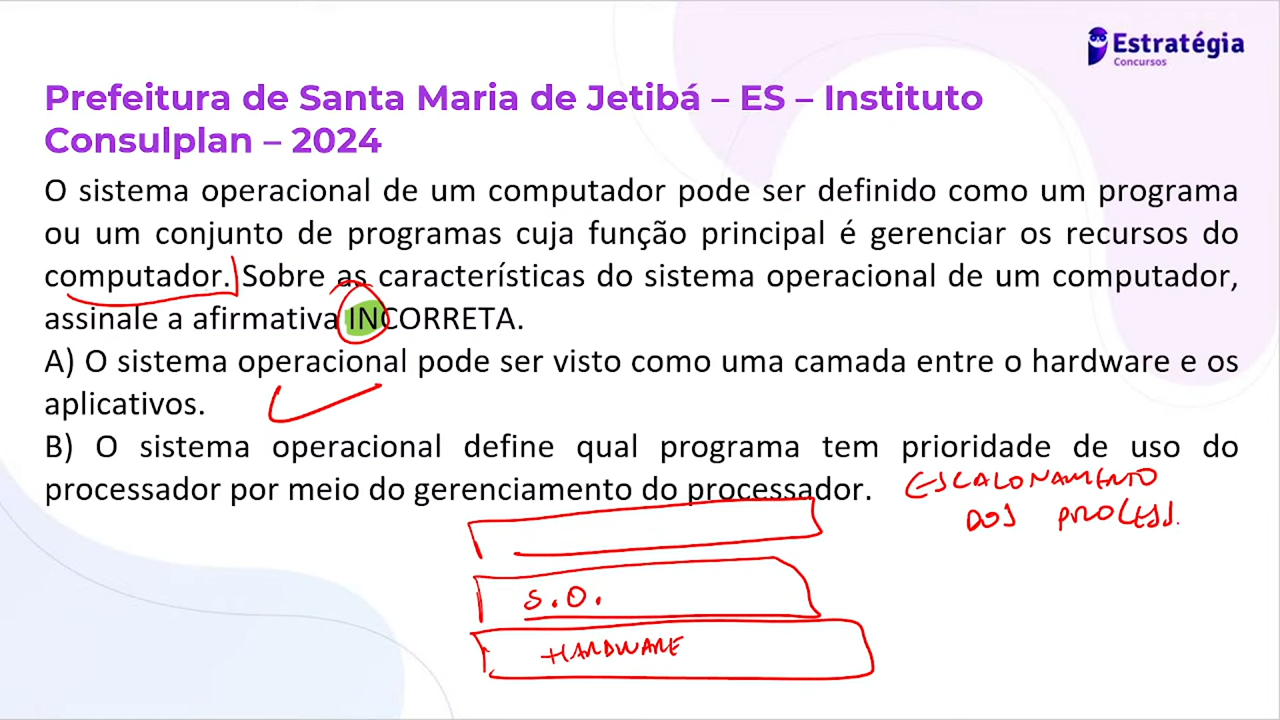 Estratégia
Concursos
Prefeitura de Santa Maria de Jetibá – ES – Instituto
Consulplan – 2024
O sistema operacional de um computador pode ser definido como um programa
ou um conjunto de programas cuja função principal é gerenciar os recursos do
computador. Sobre as características do sistema operacional de um computador,
assinale a afirmativa INCORRETA.
A) O sistema operacional pode ser visto como uma camada entre o hardware e os
aplicativos.
B) O sistema operacional define qual programa tem prioridade de uso do
processador por meio do gerenciamento do processador.
ESCALONAMENTO
DOS PROCESS.
S.O.
HARDWARE